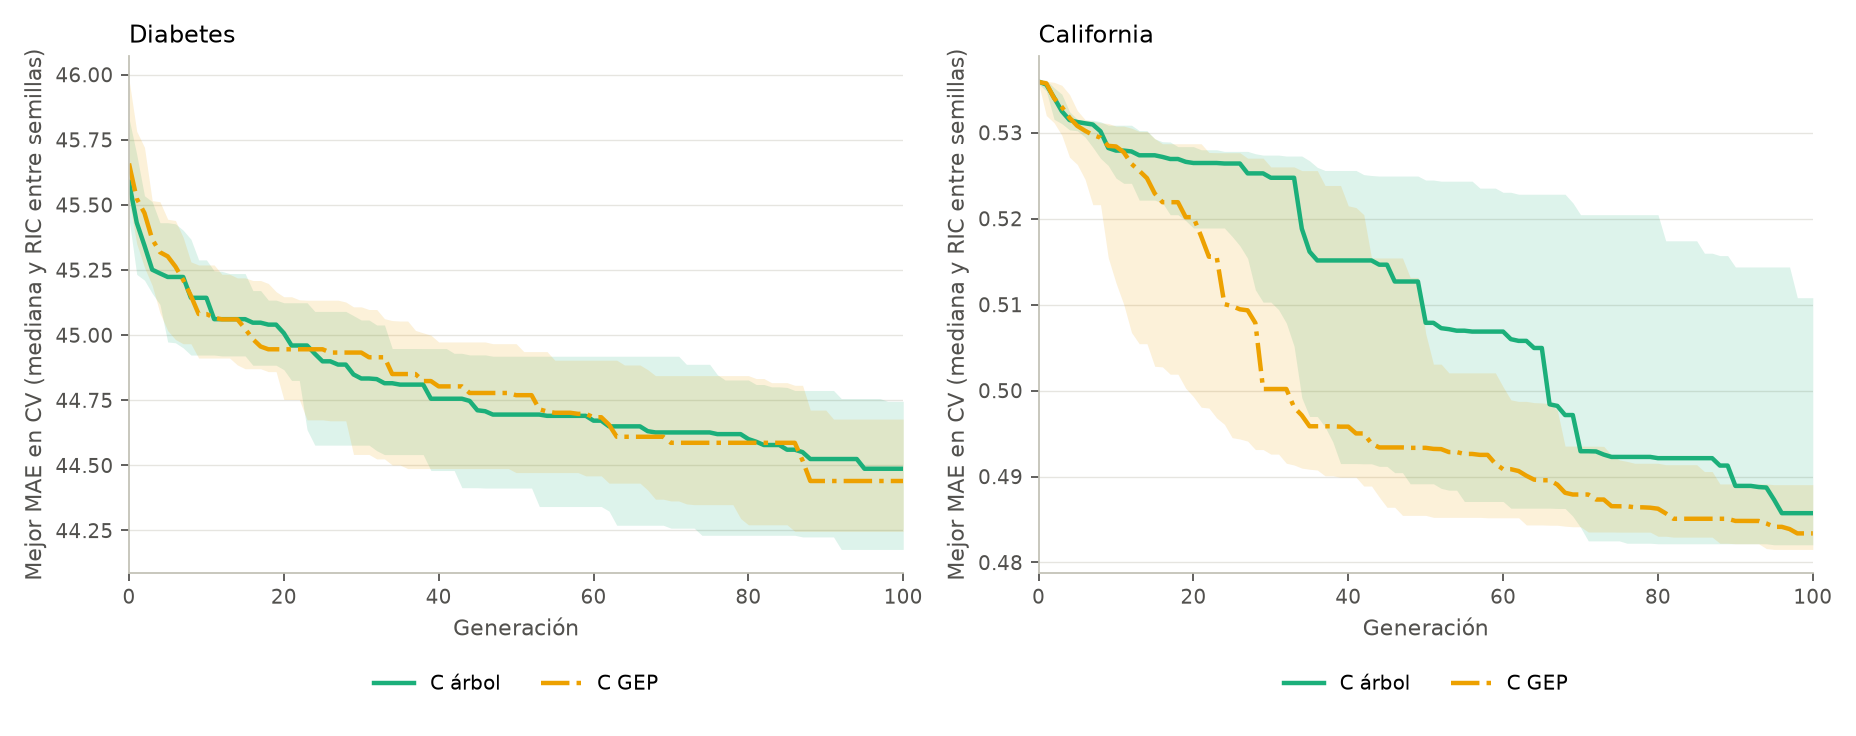 Diabetes
Mejor MAE en CV (mediana y RIC entre semillas)
46.00
45.75
45.50
45.25
45.00
44.75
44.50
44.25
0 20 40 60 80 100
Generación
C árbol C GEP
California
Mejor MAE en CV (mediana y RIC entre semillas)
0.53
0.52
0.51
0.50
0.49
0.48
0 20 40 60 80 100
Generación
C árbol C GEP